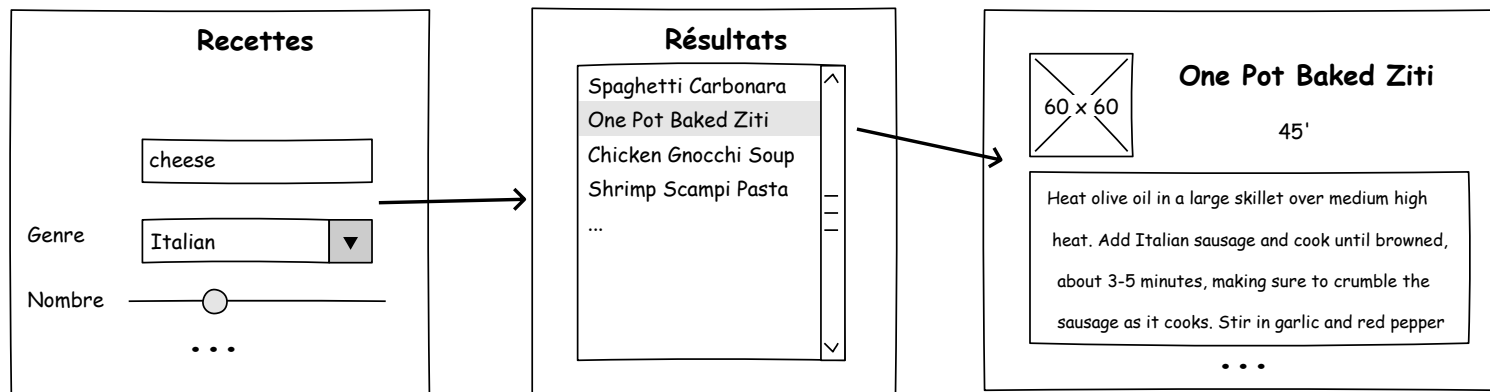 Recettes
cheese
Genre
Italian
Nombre
...
Résultats
Spaghetti Carbonara
One Pot Baked Ziti
Chicken Gnocchi Soup
Shrimp Scampi Pasta
...
60 x 60
One Pot Baked Ziti
45'
Heat olive oil in a large skillet over medium high
heat. Add Italian sausage and cook until browned,
about 3-5 minutes, making sure to crumble the
sausage as it cooks. Stir in garlic and red pepper
...